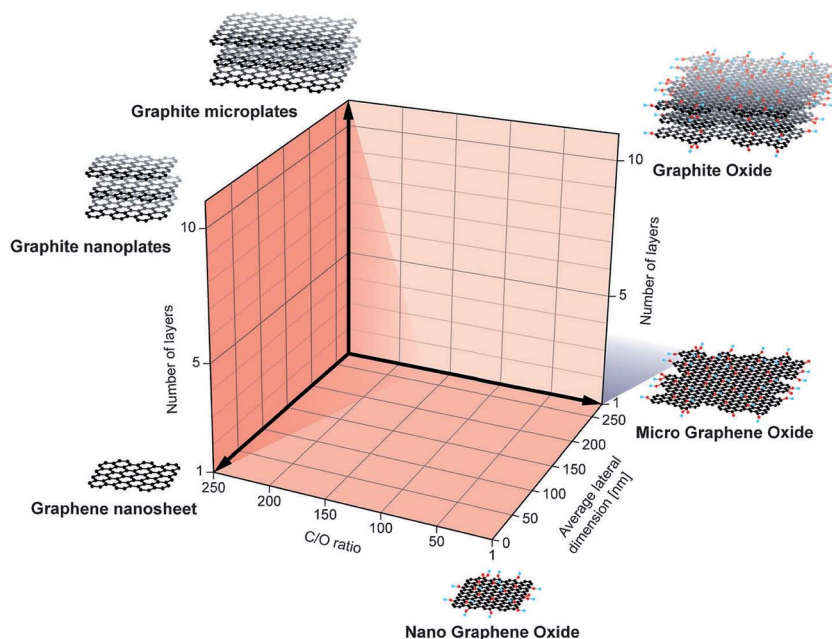 Graphite microplates
Graphite Oxide
Graphite nanoplates
10
5
1
Number of layers
10
5
1
Number of layers
Micro Graphene Oxide
Graphene nanosheet
250
200
150
100
50
1
C/O ratio
250
200
150
100
50
0
Average lateral
dimension [nm]
Nano Graphene Oxide